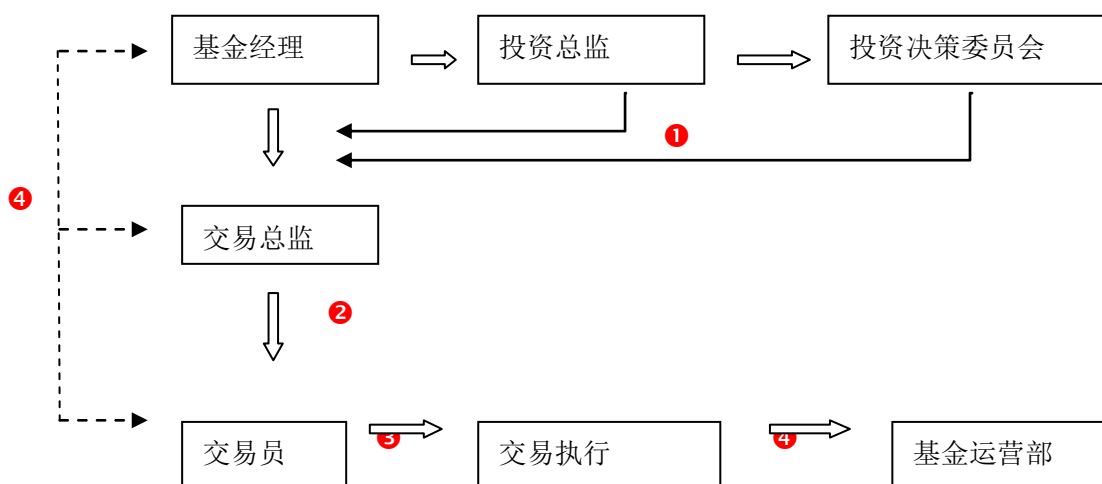 基金经理
投资总监
投资决策委员会
❶
❹
交易总监
❷
交易员
❸
交易执行
❹
基金运营部